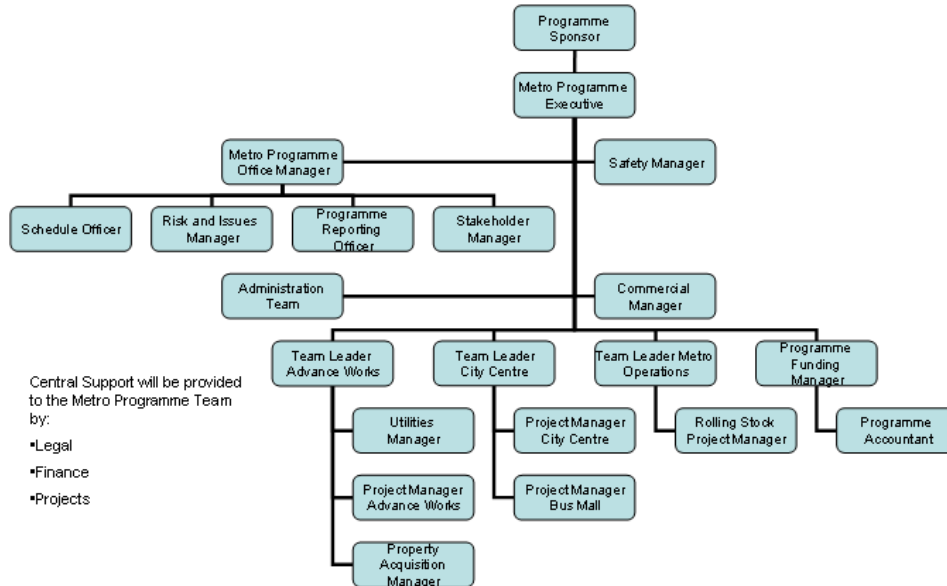 Programme
Sponsor
Metro Programme
Executive
Metro Programme
Office Manager
Safety Manager
Schedule Officer
Risk and Issues
Manager
Programme
Reporting
Officer
Stakeholder
Manager
Administration
Team
Commercial
Manager
Team Leader
Advance Works
Team Leader
City Centre
Team Leader Metro
Operations
Programme
Funding
Manager
Central Support will be provided
to the Metro Programme Team
by:
▪Legal
▪Finance
▪Projects
Utilities
Manager
Project Manager
City Centre
Rolling Stock
Project Manager
Programme
Accountant
Project Manager
Advance Works
Project Manager
Bus Mall
Property
Acquisition
Manager